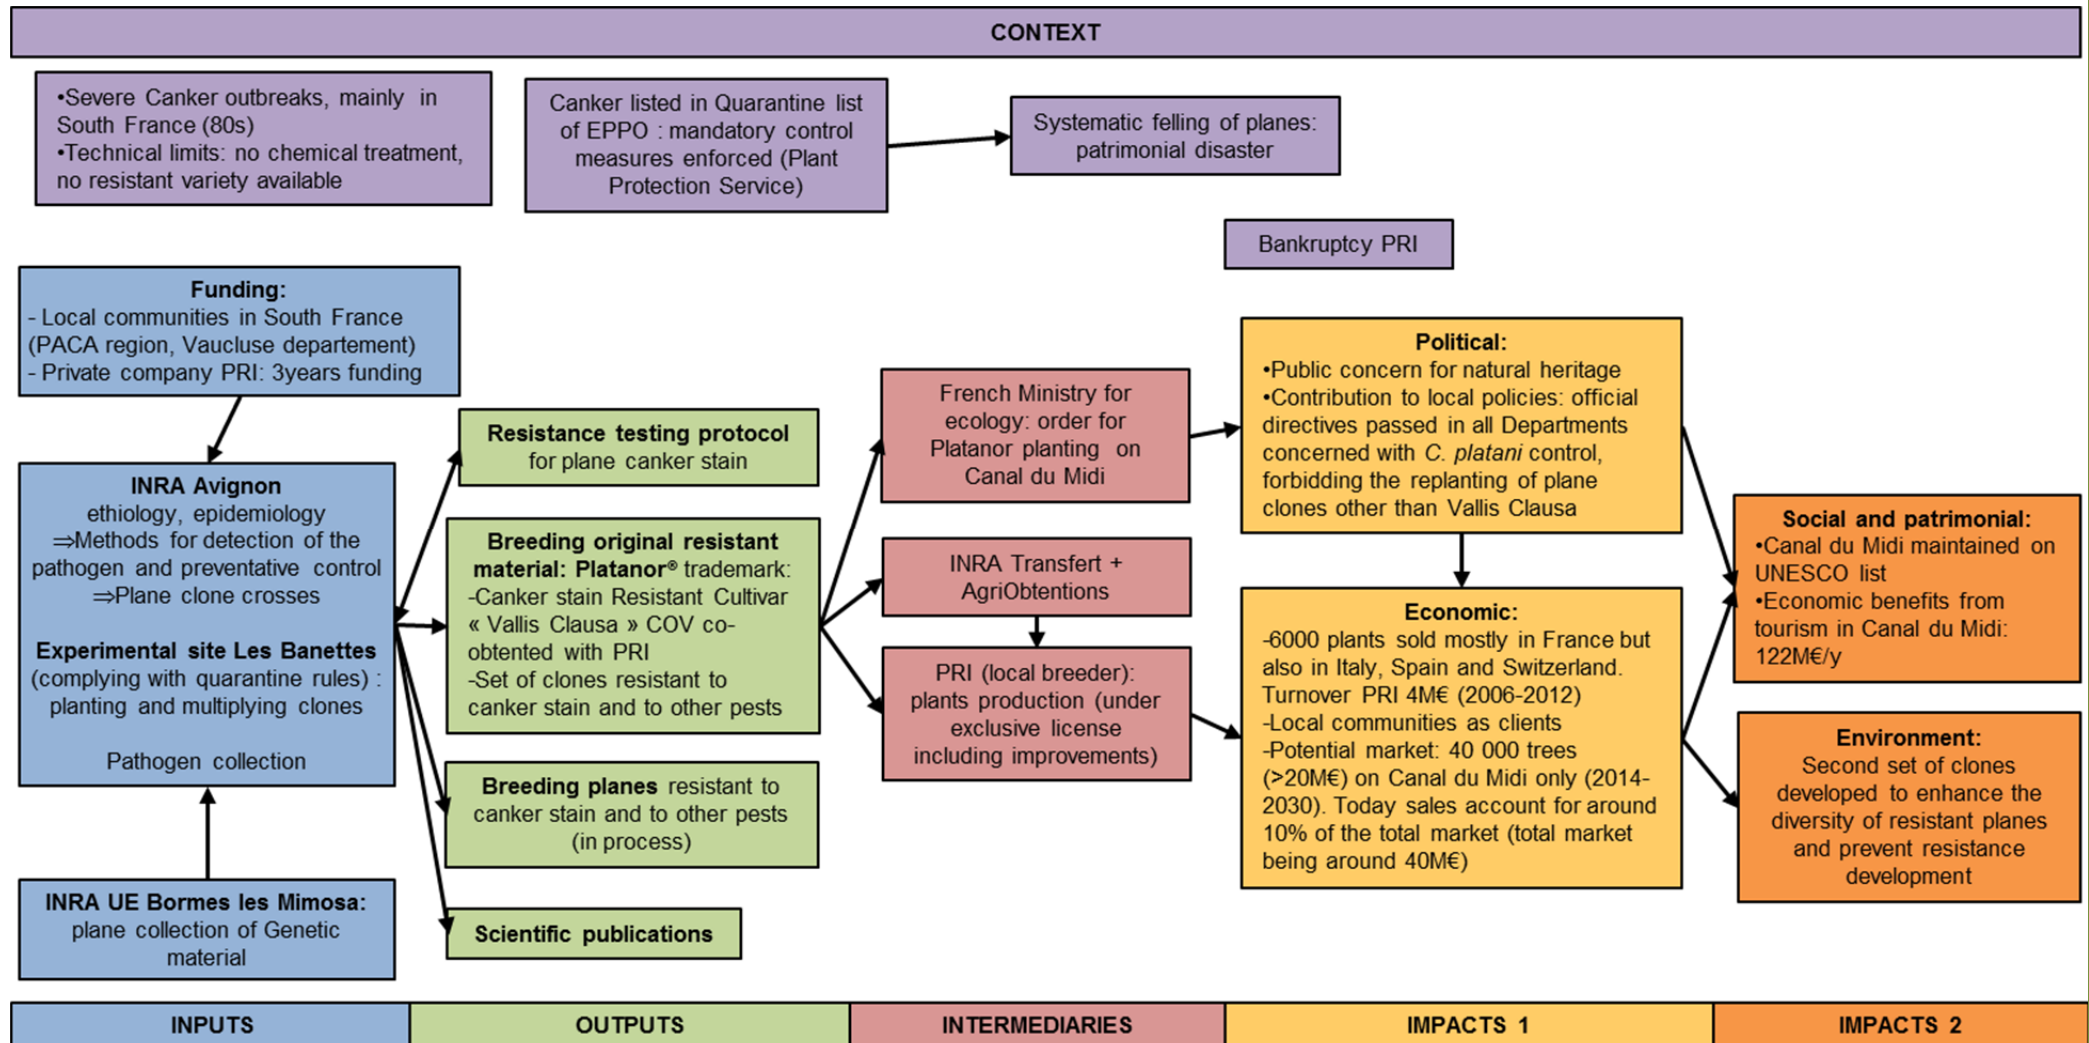 CONTEXT
•Severe Canker outbreaks, mainly in
South France (80s)
•Technical limits: no chemical treatment,
no resistant variety available
Canker listed in Quarantine list
of EPPO : mandatory control
measures enforced (Plant
Protection Service)
Systematic felling of planes:
patrimonial disaster
Bankruptcy PRI
Funding:
- Local communities in South France
(PACA region, Vaucluse departement)
- Private company PRI: 3years funding
INRA Avignon
ethiology, epidemiology
⇒Methods for detection of the
pathogen and preventative control
⇒Plane clone crosses
Experimental site Les Banettes
(complying with quarantine rules) :
planting and multiplying clones
Pathogen collection
INRA UE Bormes les Mimosa:
plane collection of Genetic
material
Resistance testing protocol
for plane canker stain
Breeding original resistant
material: Platanor® trademark:
-Canker stain Resistant Cultivar
« Vallis Clausa » COV co-
obtented with PRI
-Set of clones resistant to
canker stain and to other pests
Breeding planes resistant to
canker stain and to other pests
(in process)
Scientific publications
French Ministry for
ecology: order for
Platanor planting on
Canal du Midi
INRA Transfert +
AgriObtentions
PRI (local breeder):
plants production (under
exclusive license
including improvements)
Political:
•Public concern for natural heritage
•Contribution to local policies: official
directives passed in all Departments
concerned with C. platani control,
forbidding the replanting of plane
clones other than Vallis Clausa
Economic:
-6000 plants sold mostly in France but
also in Italy, Spain and Switzerland.
Turnover PRI 4M€ (2006-2012)
-Local communities as clients
-Potential market: 40 000 trees
(>20M€) on Canal du Midi only (2014-
2030). Today sales account for around
10% of the total market (total market
being around 40M€)
Social and patrimonial:
•Canal du Midi maintained on
UNESCO list
•Economic benefits from
tourism in Canal du Midi:
122M€/y
Environment:
Second set of clones
developed to enhance the
diversity of resistant planes
and prevent resistance
development
INPUTS
OUTPUTS
INTERMEDIARIES
IMPACTS 1
IMPACTS 2